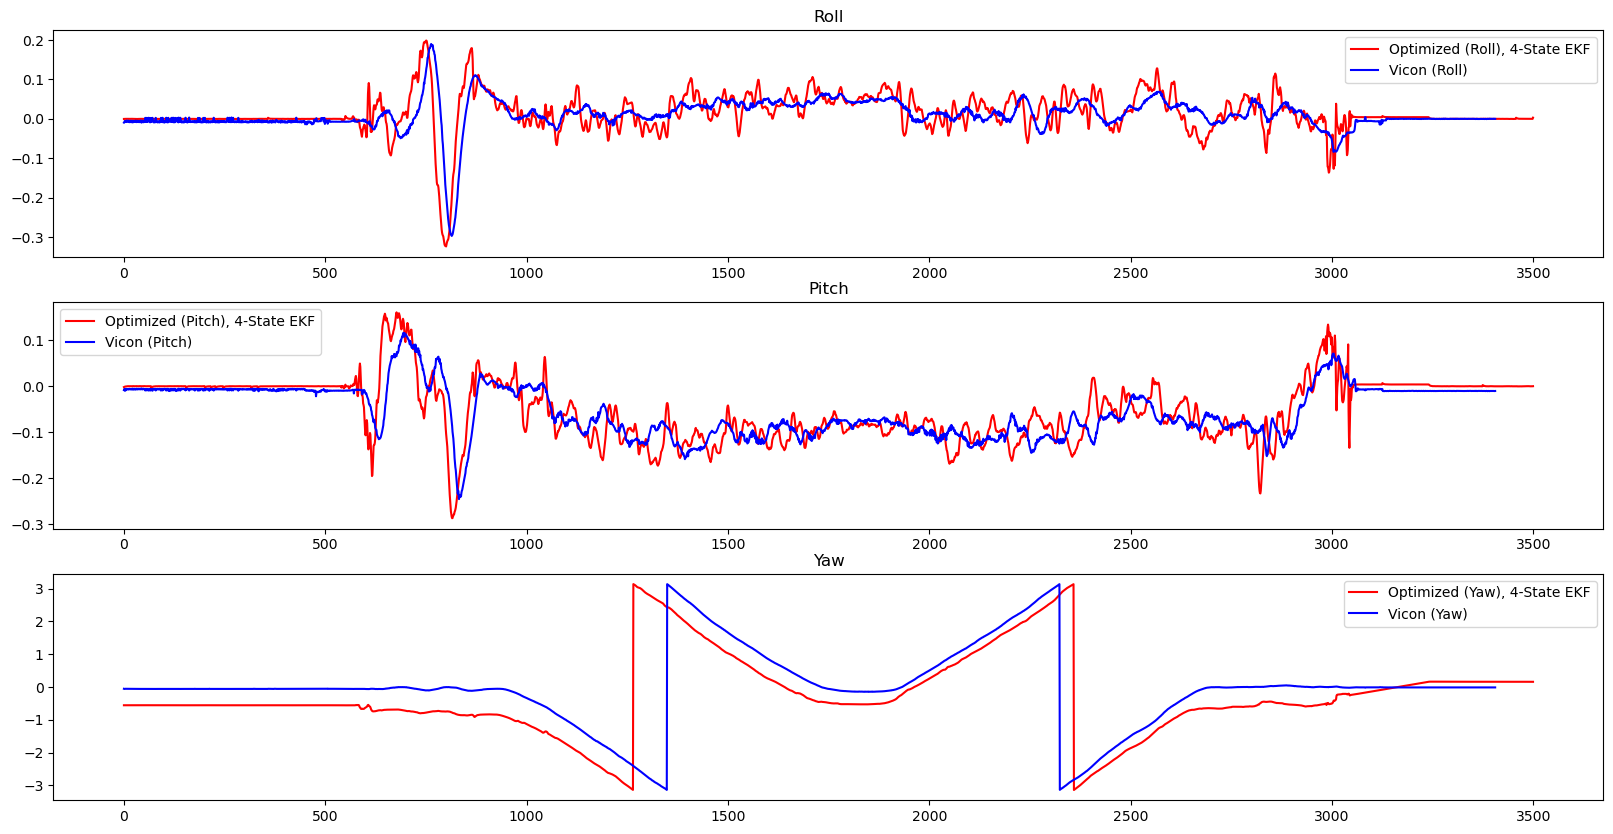 Roll
0.2
0.1
0.0
−0.1
−0.2
−0.3
Optimized (Roll), 4-State EKF
Vicon (Roll)
0 500 1000 1500 2000 2500 3000 3500
Pitch
0.1
0.0
−0.1
−0.2
−0.3
Optimized (Pitch), 4-State EKF
Vicon (Pitch)
0 500 1000 1500 2000 2500 3000 3500
Yaw
3
2
1
0
−1
−2
−3
Optimized (Yaw), 4-State EKF
Vicon (Yaw)
0 500 1000 1500 2000 2500 3000 3500